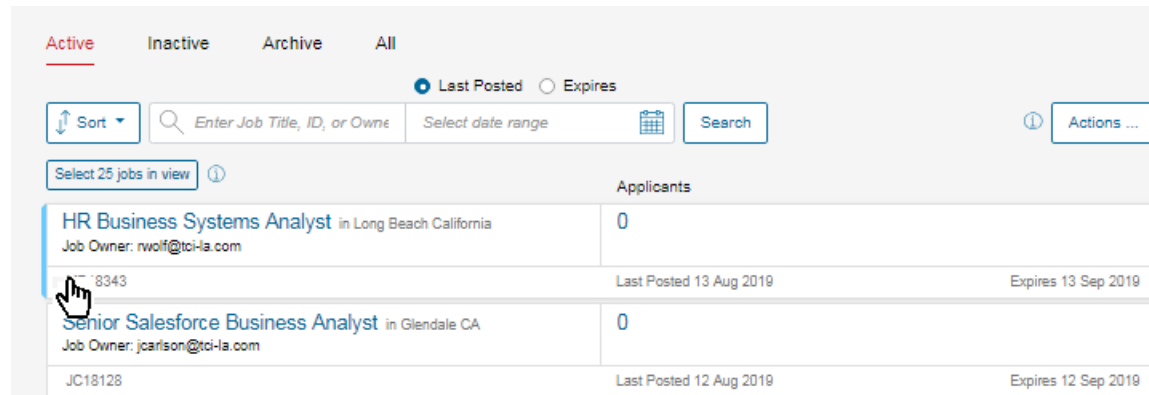 Active Inactive Archive All
Last Posted Expires
Sort Enter Job Title, ID, or Owne Select date range Search Actions ...
Select 25 jobs in view
Applicants
HR Business Systems Analyst in Long Beach California 0
Job Owner: rwolf@tci-la.com
8343 Last Posted 13 Aug 2019 Expires 13 Sep 2019
Senior Salesforce Business Analyst in Glendale CA 0
Job Owner: jcarlson@tci-la.com
JC18128 Last Posted 12 Aug 2019 Expires 12 Sep 2019